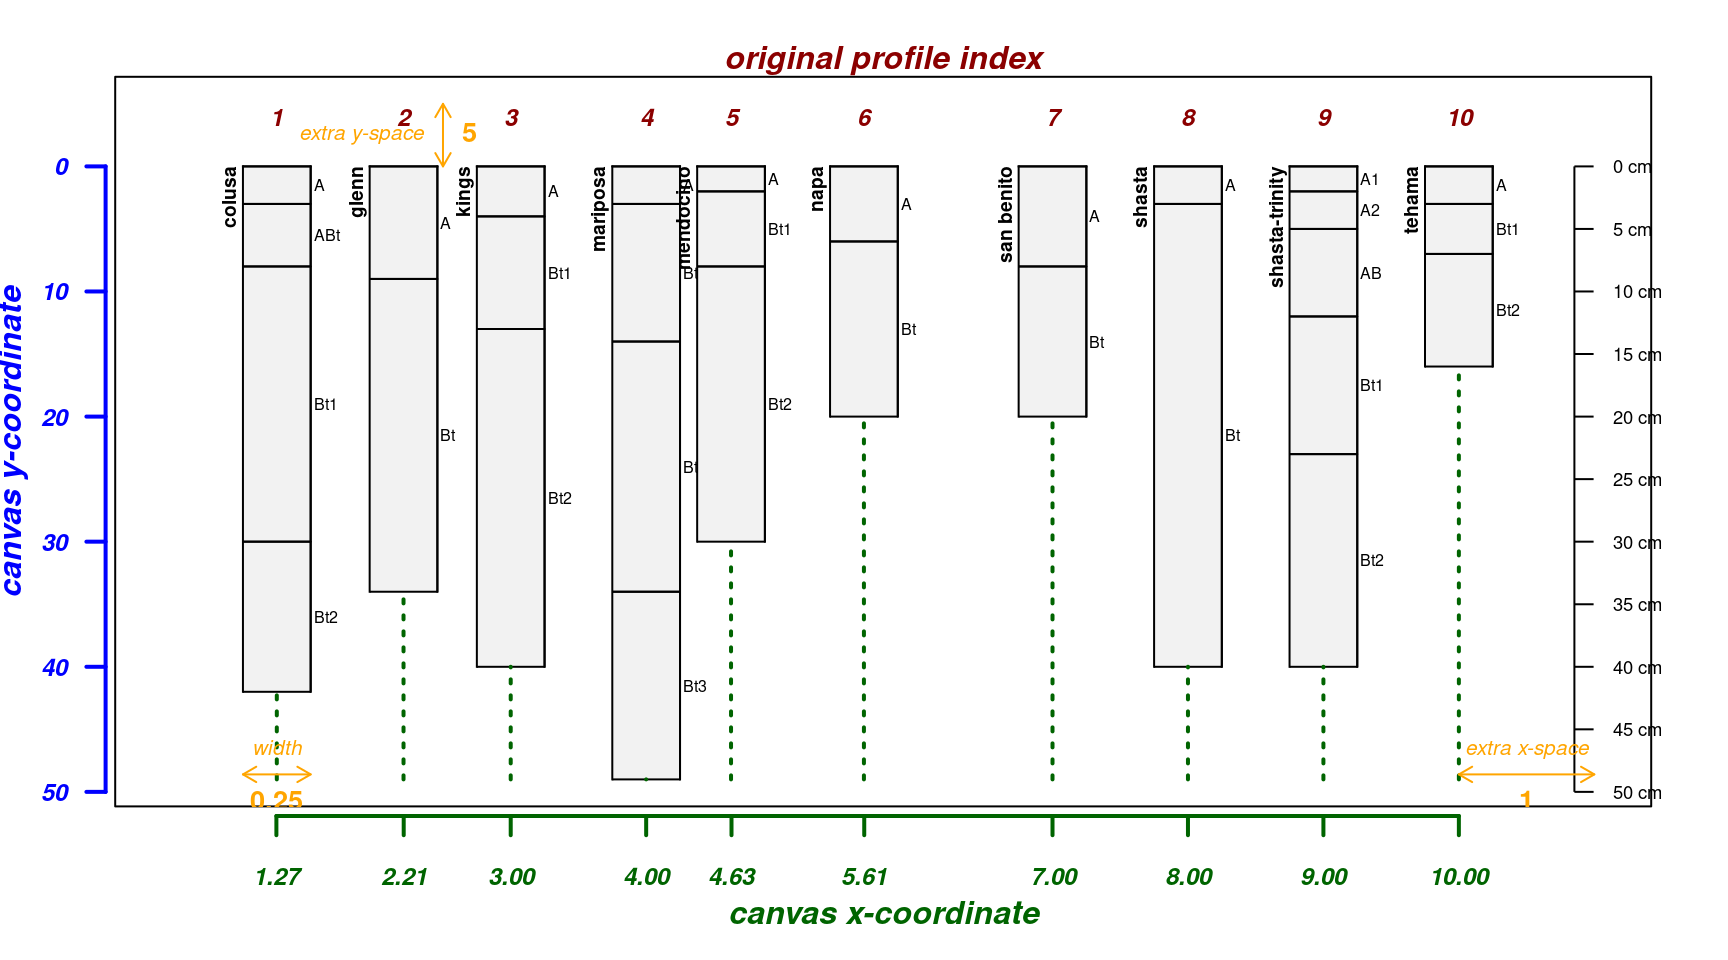 original profile index
1 2 3 4 5 6 7 8 9 10
extra y-space 5
canvas y-coordinate
0
10
20
30
40
50
colusa
A
ABt
Bt1
Bt2
glenn
A
Bt
kings
A
Bt1
Bt2
mariposa
A
Bt
Bt
Bt3
mendocino
A
Bt1
Bt2
napa
A
Bt
san benito
A
Bt
shasta
A
Bt
shasta-trinity
A1
A2
AB
Bt1
Bt2
tehama
A
Bt1
Bt2
0 cm
5 cm
10 cm
15 cm
20 cm
25 cm
30 cm
35 cm
40 cm
45 cm
50 cm
width
0.25
extra x-space
1
1.27 2.21 3.00 4.00 4.63 5.61 7.00 8.00 9.00 10.00
canvas x-coordinate